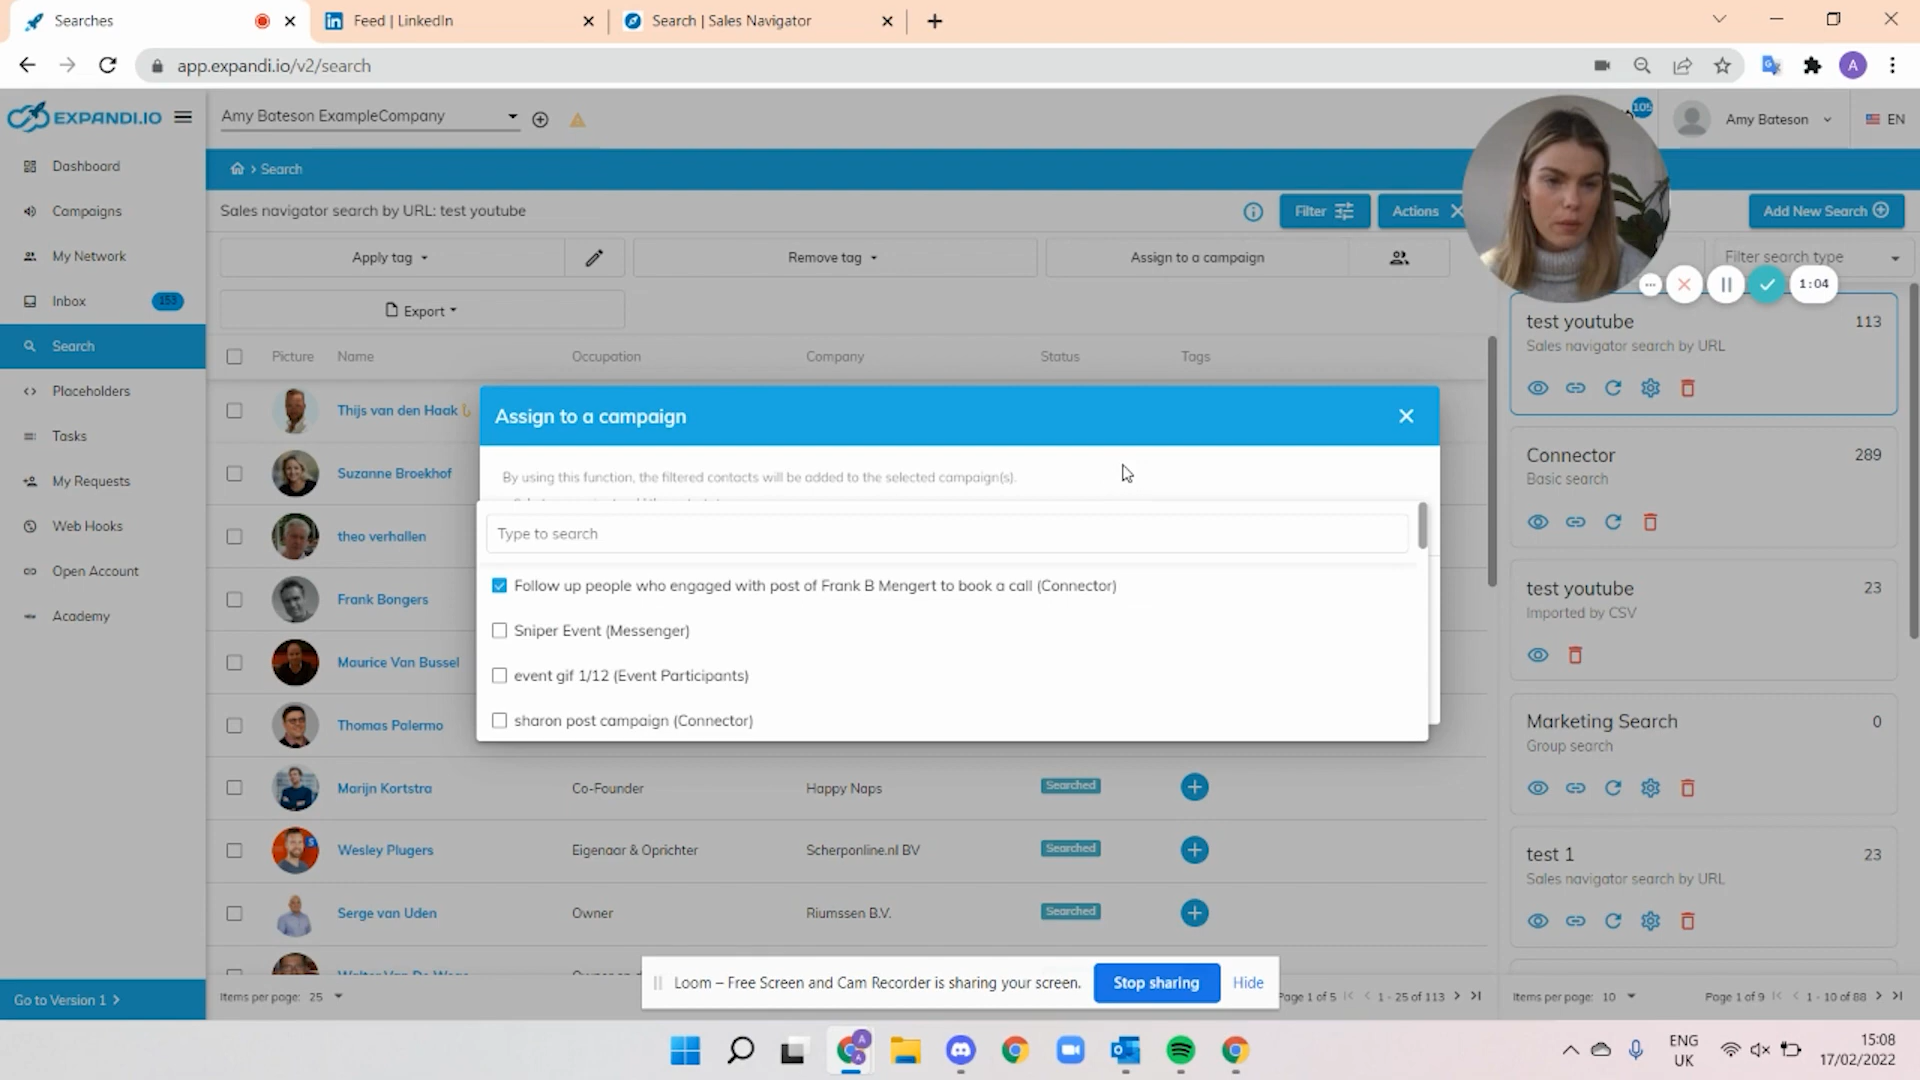 Searches
Feed | LinkedIn
Search | Sales Navigator
app.expandi.io/v2/search
A
EXPANDI.IO
Amy Bateson ExampleCompany
105
Amy Bateson
EN
Dashboard
Campaigns
My Network
Inbox 153
Search
Placeholders
Tasks
My Requests
Web Hooks
Open Account
Academy
Go to Version 1
> Search
Sales navigator search by URL: test youtube
Filter
Actions
Add New Search
Apply tag
Remove tag
Assign to a campaign
Filter search type
Export
1:04
Picture Name Occupation Company Status Tags
Thijs van den Haak
Suzanne Broekhof
theo verhallen
Frank Bongers
Maurice Van Bussel
Thomas Palermo
Marijn Kortstra Co-Founder Happy Naps Searched
Wesley Plugers Eigenaar & Oprichter Scherponline.nl BV Searched
Serge van Uden Owner Riumssen B.V. Searched
Assign to a campaign
By using this function, the filtered contacts will be added to the selected campaign(s).
Type to search
Follow up people who engaged with post of Frank B Mengert to book a call (Connector)
Sniper Event (Messenger)
event gif 1/12 (Event Participants)
sharon post campaign (Connector)
test youtube 113
Sales navigator search by URL
Connector 289
Basic search
test youtube 23
Imported by CSV
Marketing Search 0
Group search
test 1 23
Sales navigator search by URL
Items per page: 25
Loom – Free Screen and Cam Recorder is sharing your screen.
Stop sharing
Hide
Page 1 of 5
1 - 25 of 113
Items per page: 10
Page 1 of 9
1 - 10 of 88
A
A
ENG
UK
15:08
17/02/2022